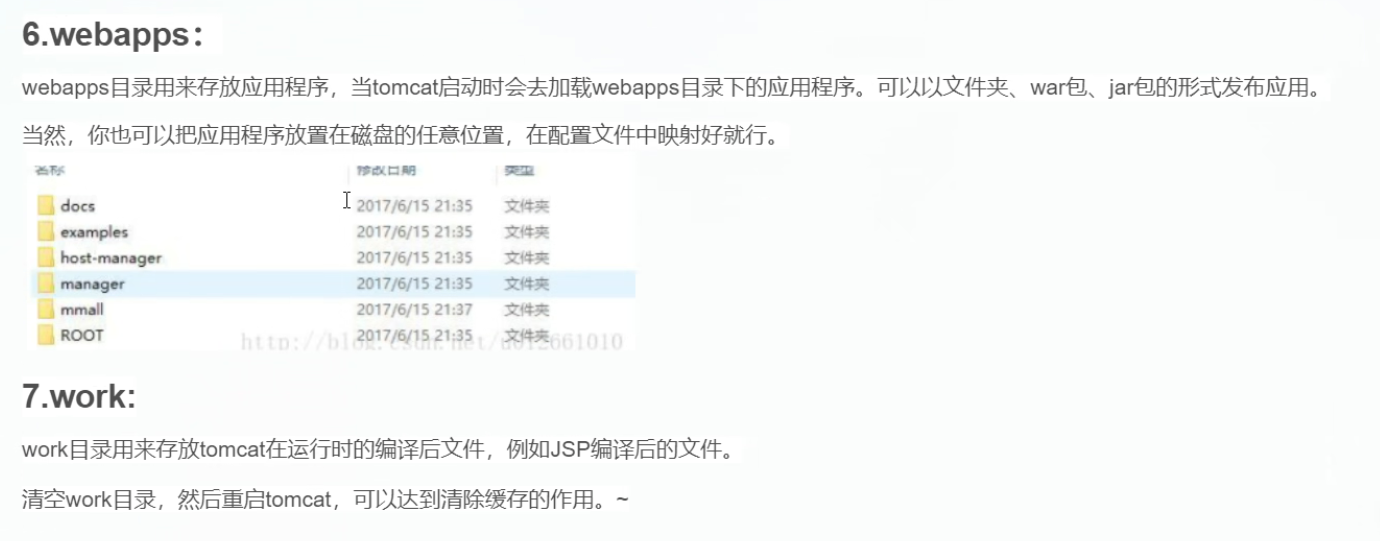 6.webapps：
webapps目录用来存放应用程序，当tomcat启动时会去加载webapps目录下的应用程序。可以以文件夹、war包、jar包的形式发布应用。
当然，你也可以把应用程序放置在磁盘的任意位置，在配置文件中映射好就行。
名称 修改日期 类型
docs 2017/6/15 21:35 文件夹
examples 2017/6/15 21:35 文件夹
host-manager 2017/6/15 21:35 文件夹
manager 2017/6/15 21:35 文件夹
mmall 2017/6/15 21:37 文件夹
ROOT 2017/6/15 21:35 文件夹
http://blog.csdn.net/u012661010
7.work:
work目录用来存放tomcat在运行时的编译后文件，例如JSP编译后的文件。
清空work目录，然后重启tomcat，可以达到清除缓存的作用。~